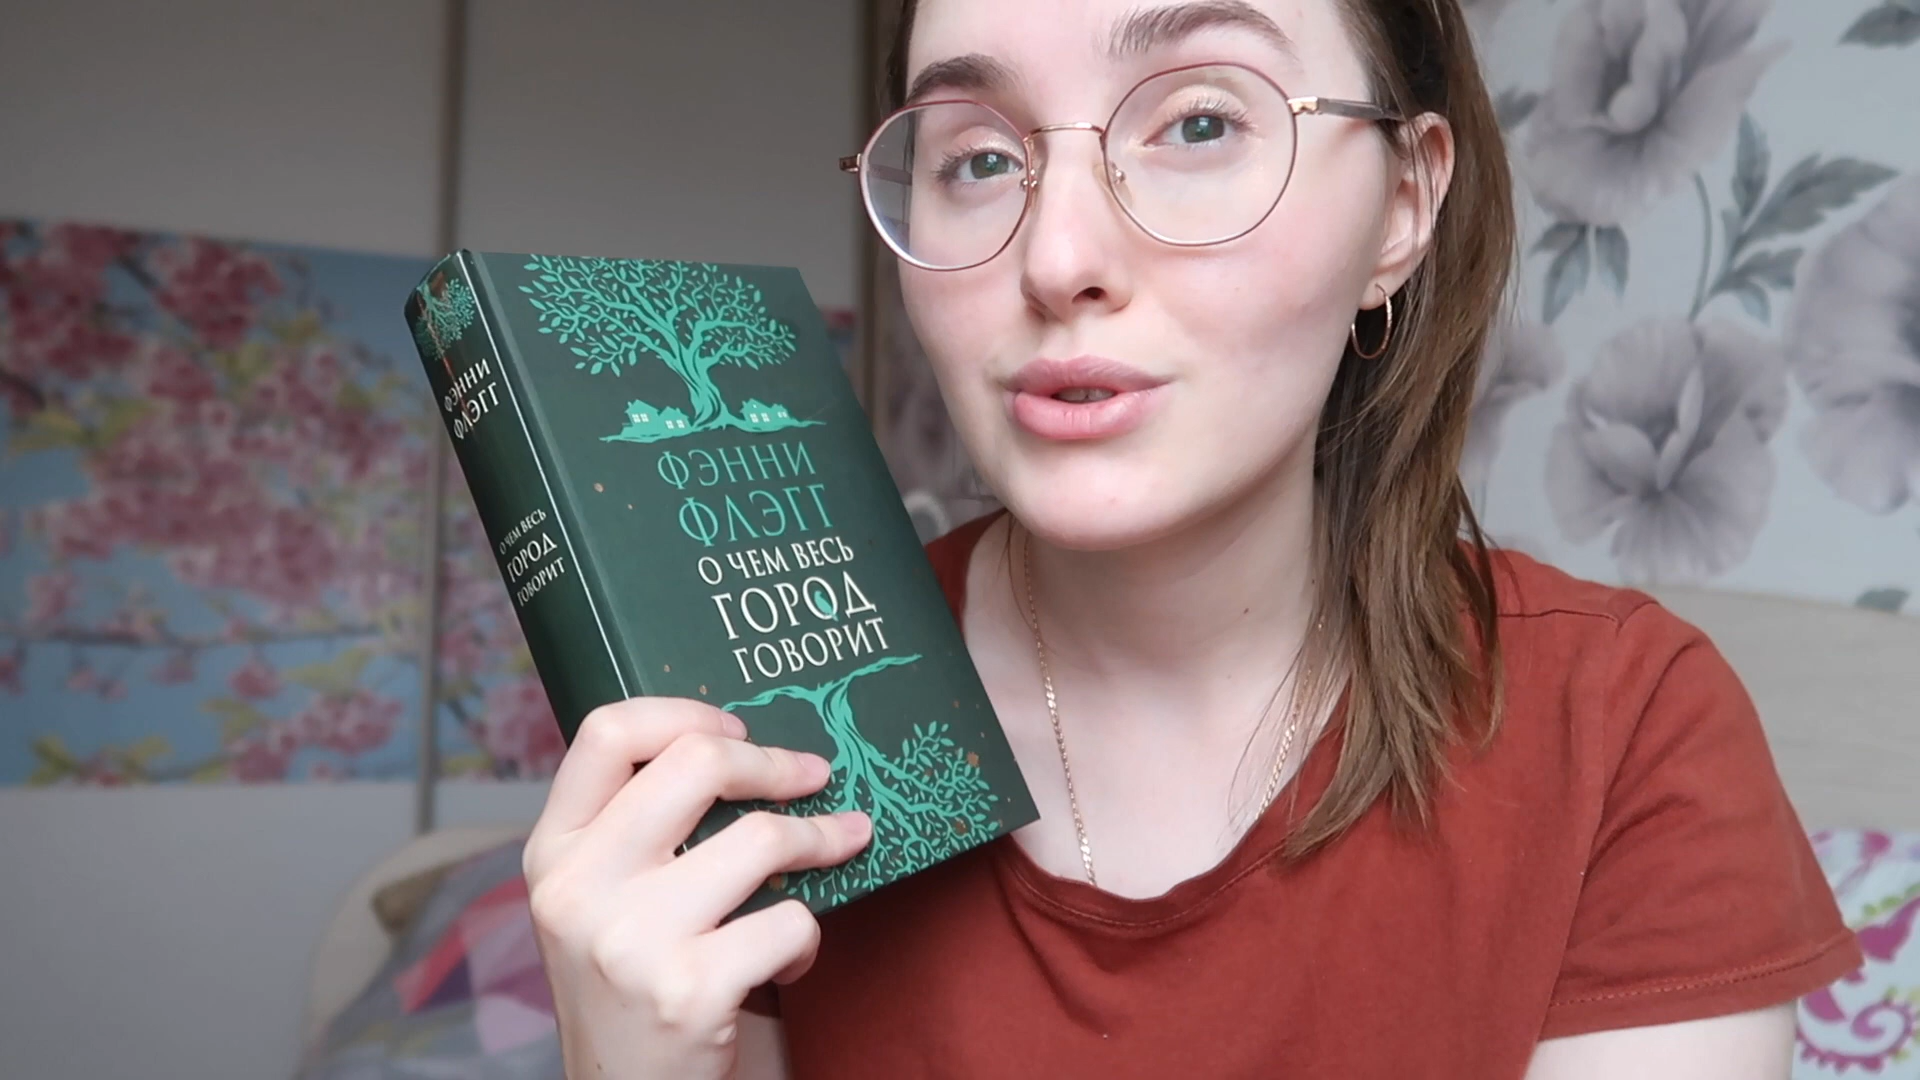 ФЭННИ
ФЛЭГГ
О ЧЕМ ВЕСЬ
ГОРОД
ГОВОРИТ
ФЭННИ
ФЛЭГГ
О ЧЕМ ВЕСЬ
ГОРОД
ГОВОРИТ